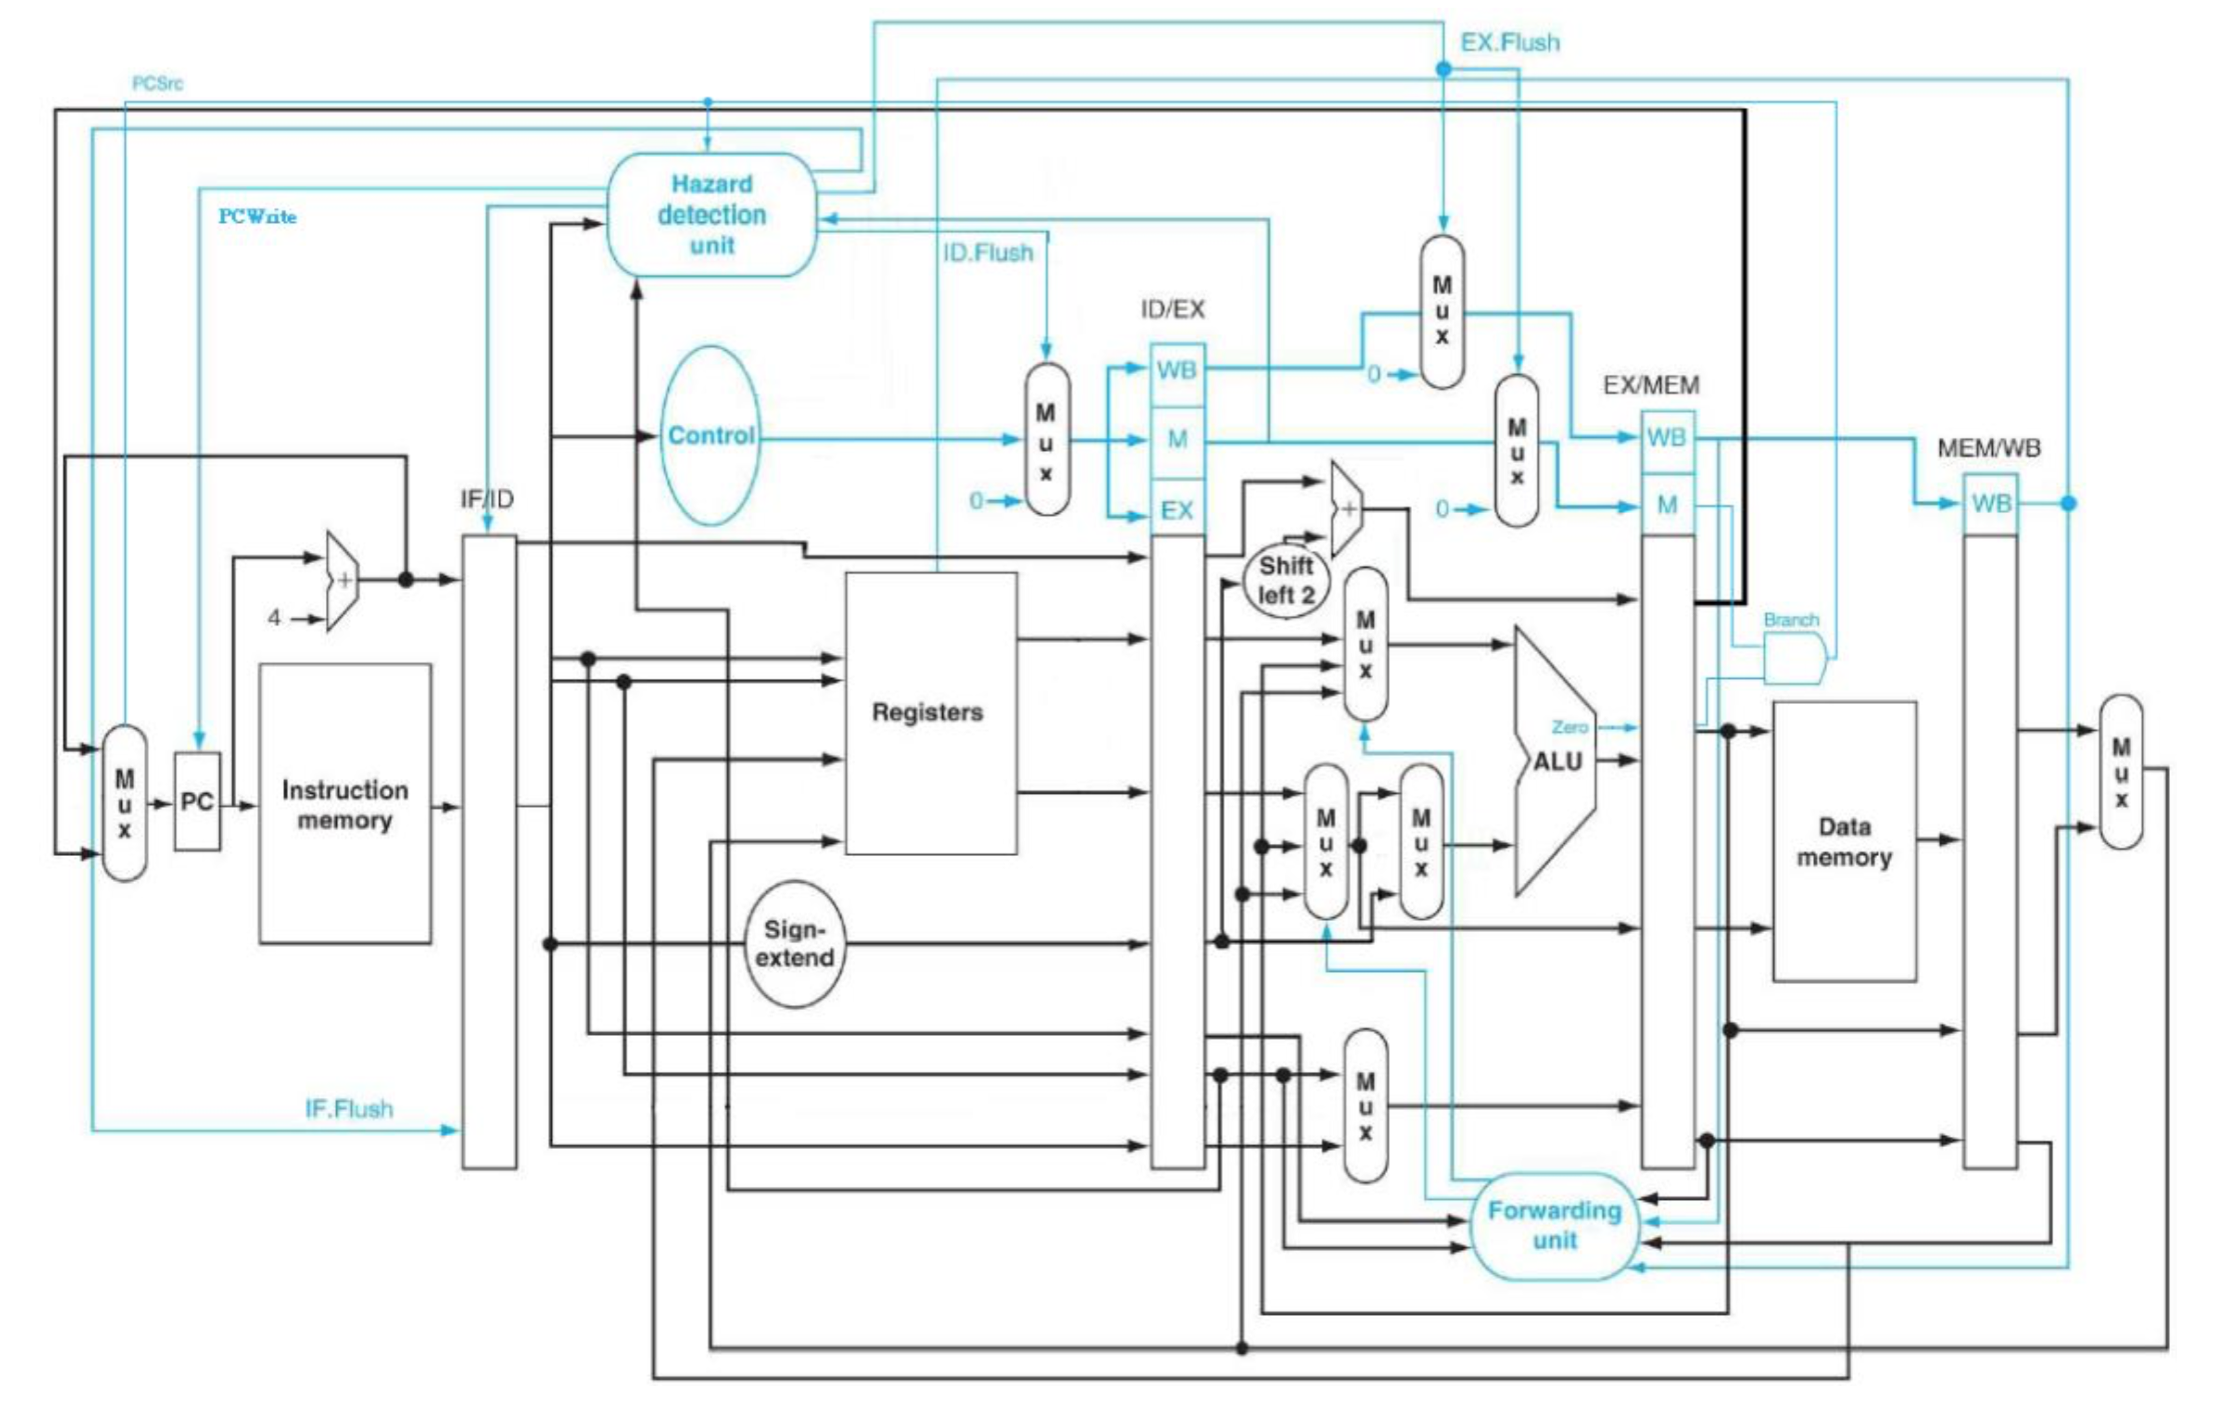 EX.Flush
PCSrc
Hazard
detection
unit
PCWrite
ID.Flush
M
u
x
ID/EX
WB
0
EX/MEM
M
u
x
Control
M
u
x
M
WB
MEM/WB
IF/ID
0
EX
0
M
WB
+
+
Shift
left 2
4
M
u
x
Branch
Registers
Zero
ALU
M
u
x
PC
Instruction
memory
M
u
x
M
u
x
Data
memory
M
u
x
Sign-
extend
M
u
x
IF.Flush
Forwarding
unit